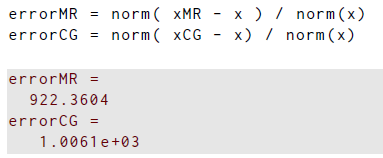 errorMR = norm( xMR - x ) / norm(x)
errorCG = norm( xCG - x) / norm(x)
errorMR =
922.3604
errorCG =
1.0061e+03